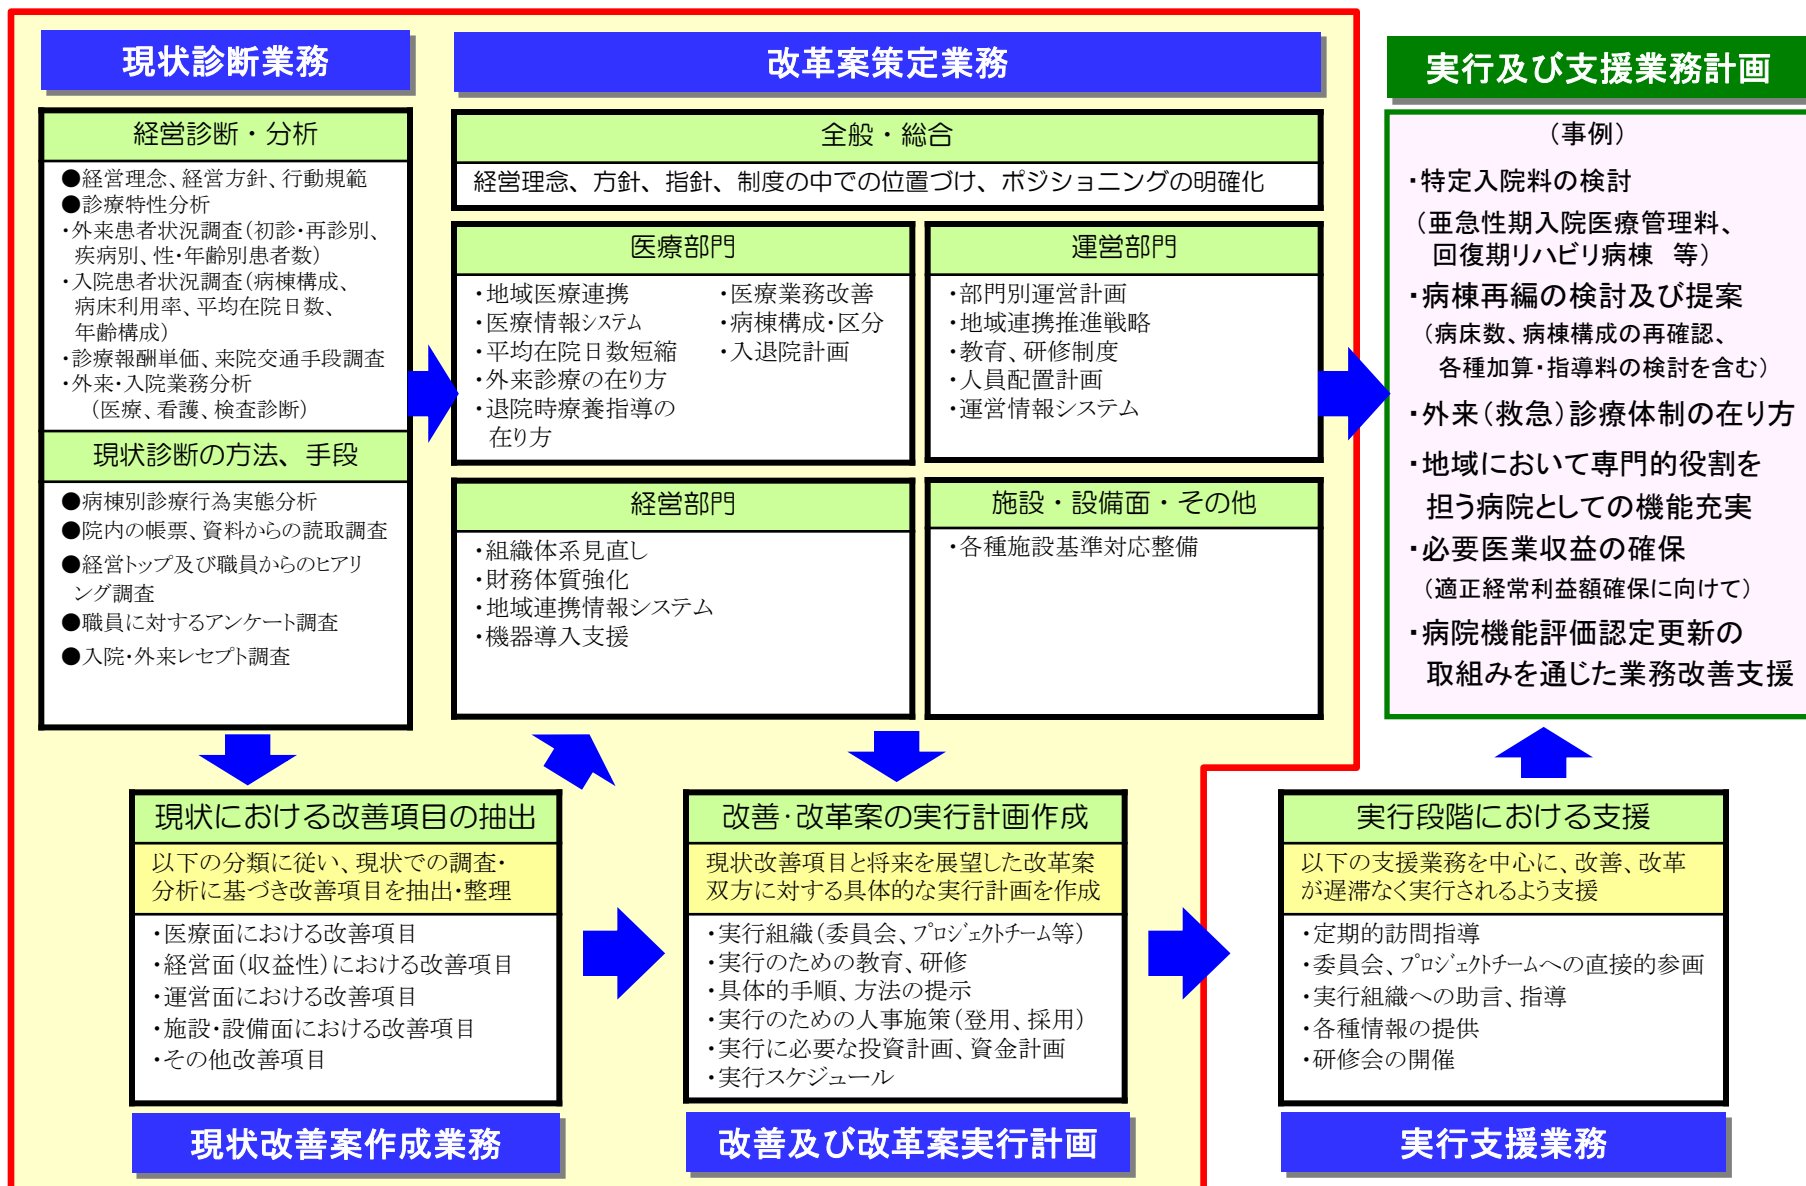 現状診断業務
経営診断・分析
●経営理念、経営方針、行動規範
●診療特性分析
・外来患者状況調査(初診・再診別、
疾病別、性・年齢別患者数)
・入院患者状況調査(病棟構成、
病床利用率、平均在院日数、
年齢構成)
・診療報酬単価、来院交通手段調査
・外来・入院業務分析
(医療、看護、検査診断)
現状診断の方法、手段
●病棟別診療行為実態分析
●院内の帳票、資料からの読取調査
●経営トップ及び職員からのヒアリ
ング調査
●職員に対するアンケート調査
●入院・外来レセプト調査
改革案策定業務
全般・総合
経営理念、方針、指針、制度の中での位置づけ、ポジショニングの明確化
医療部門
・地域医療連携
・医療情報システム
・平均在院日数短縮
・外来診療の在り方
・退院時療養指導の
在り方
・医療業務改善
・病棟構成・区分
・入退院計画
運営部門
・部門別運営計画
・地域連携推進戦略
・教育、研修制度
・人員配置計画
・運営情報システム
経営部門
・組織体系見直し
・財務体質強化
・地域連携情報システム
・機器導入支援
施設・設備面・その他
・各種施設基準対応整備
実行及び支援業務計画
(事例)
・特定入院料の検討
(亜急性期入院医療管理料、
回復期リハビリ病棟 等)
・病棟再編の検討及び提案
(病床数、病棟構成の再確認、
各種加算・指導料の検討を含む)
・外来(救急)診療体制の在り方
・地域において専門的役割を
担う病院としての機能充実
・必要医業収益の確保
(適正経常利益額確保に向けて)
・病院機能評価認定更新の
取組みを通じた業務改善支援
現状における改善項目の抽出
以下の分類に従い、現状での調査・
分析に基づき改善項目を抽出・整理
・医療面における改善項目
・経営面(収益性)における改善項目
・運営面における改善項目
・施設・設備面における改善項目
・その他改善項目
現状改善案作成業務
改善・改革案の実行計画作成
現状改善項目と将来を展望した改革案
双方に対する具体的な実行計画を作成
・実行組織(委員会、プロジェクトチーム等)
・実行のための教育、研修
・具体的手順、方法の提示
・実行のための人事施策(登用、採用)
・実行に必要な投資計画、資金計画
・実行スケジュール
改善及び改革案実行計画
実行段階における支援
以下の支援業務を中心に、改善、改革
が遅滞なく実行されるよう支援
・定期的訪問指導
・委員会、プロジェクトチームへの直接的参画
・実行組織への助言、指導
・各種情報の提供
・研修会の開催
実行支援業務